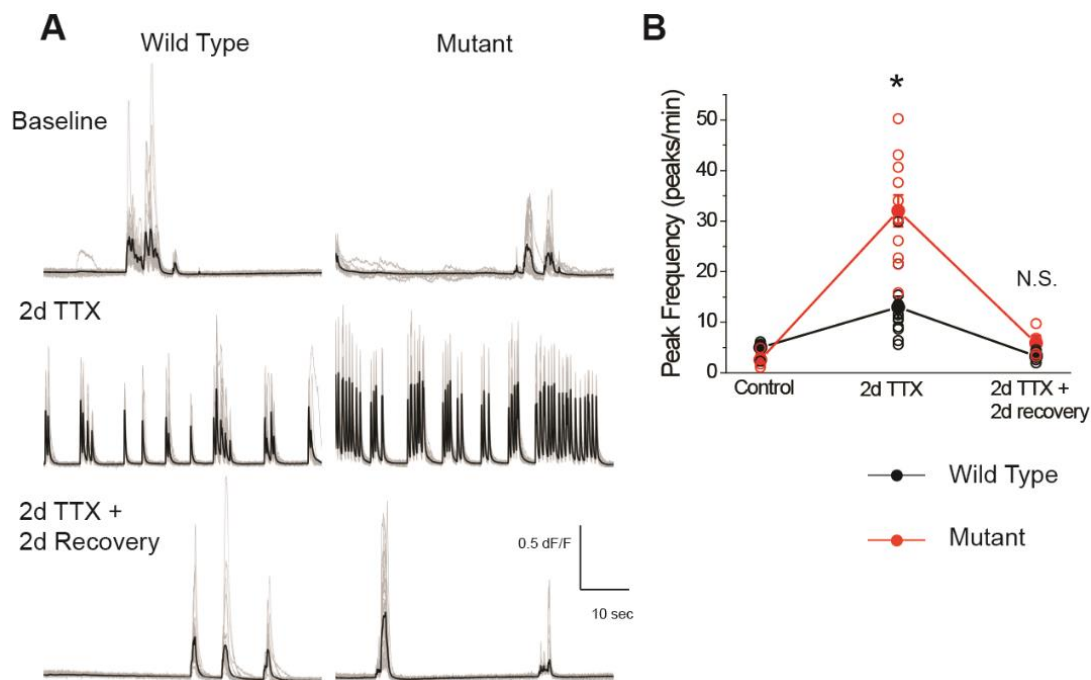 A
Wild Type
Mutant
Baseline
2d TTX
2d TTX +
2d Recovery
0.5 dF/F
10 sec
B
*
Peak Frequency (peaks/min)
50
40
30
20
10
0
N.S.
Control
2d TTX
2d TTX +
2d recovery
Wild Type
Mutant